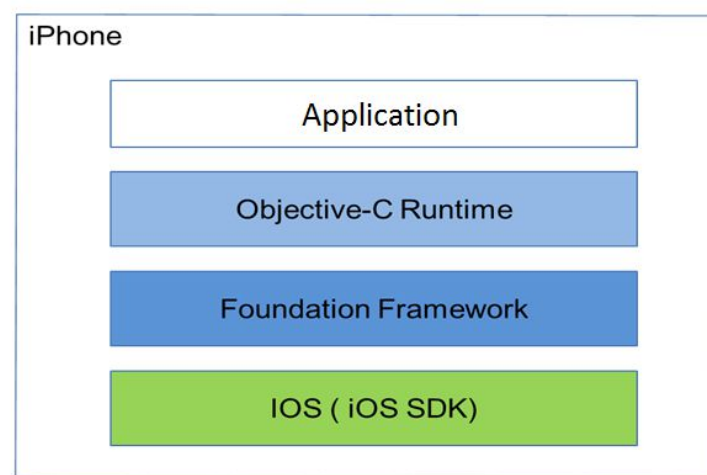 iPhone
Application
Objective-C Runtime
Foundation Framework
IOS ( iOS SDK)